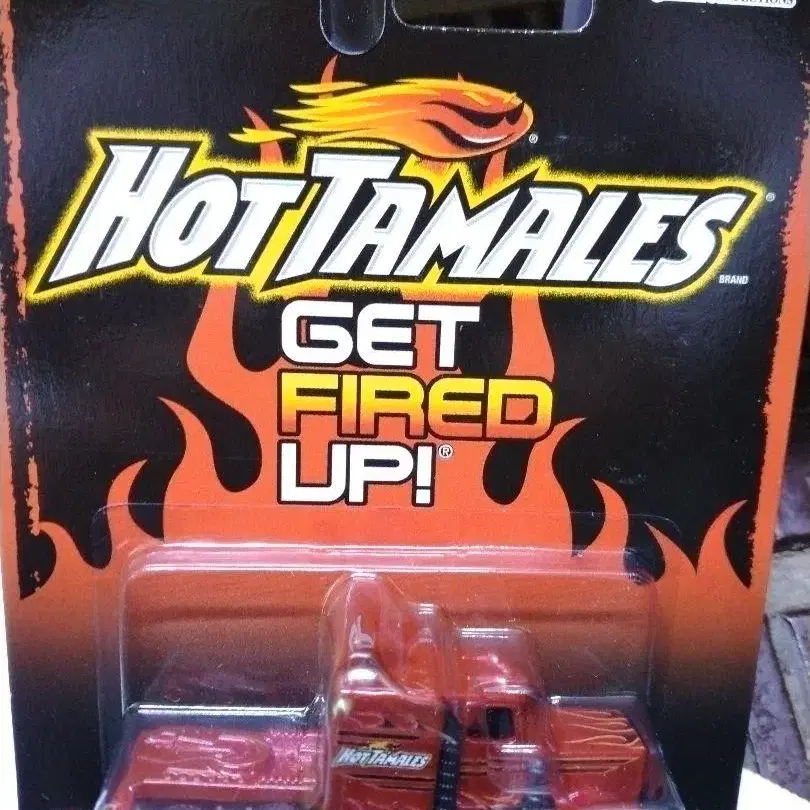 HOT TAMALES
®
BRAND
GET
FIRED
UP!®
HOT TAMALES